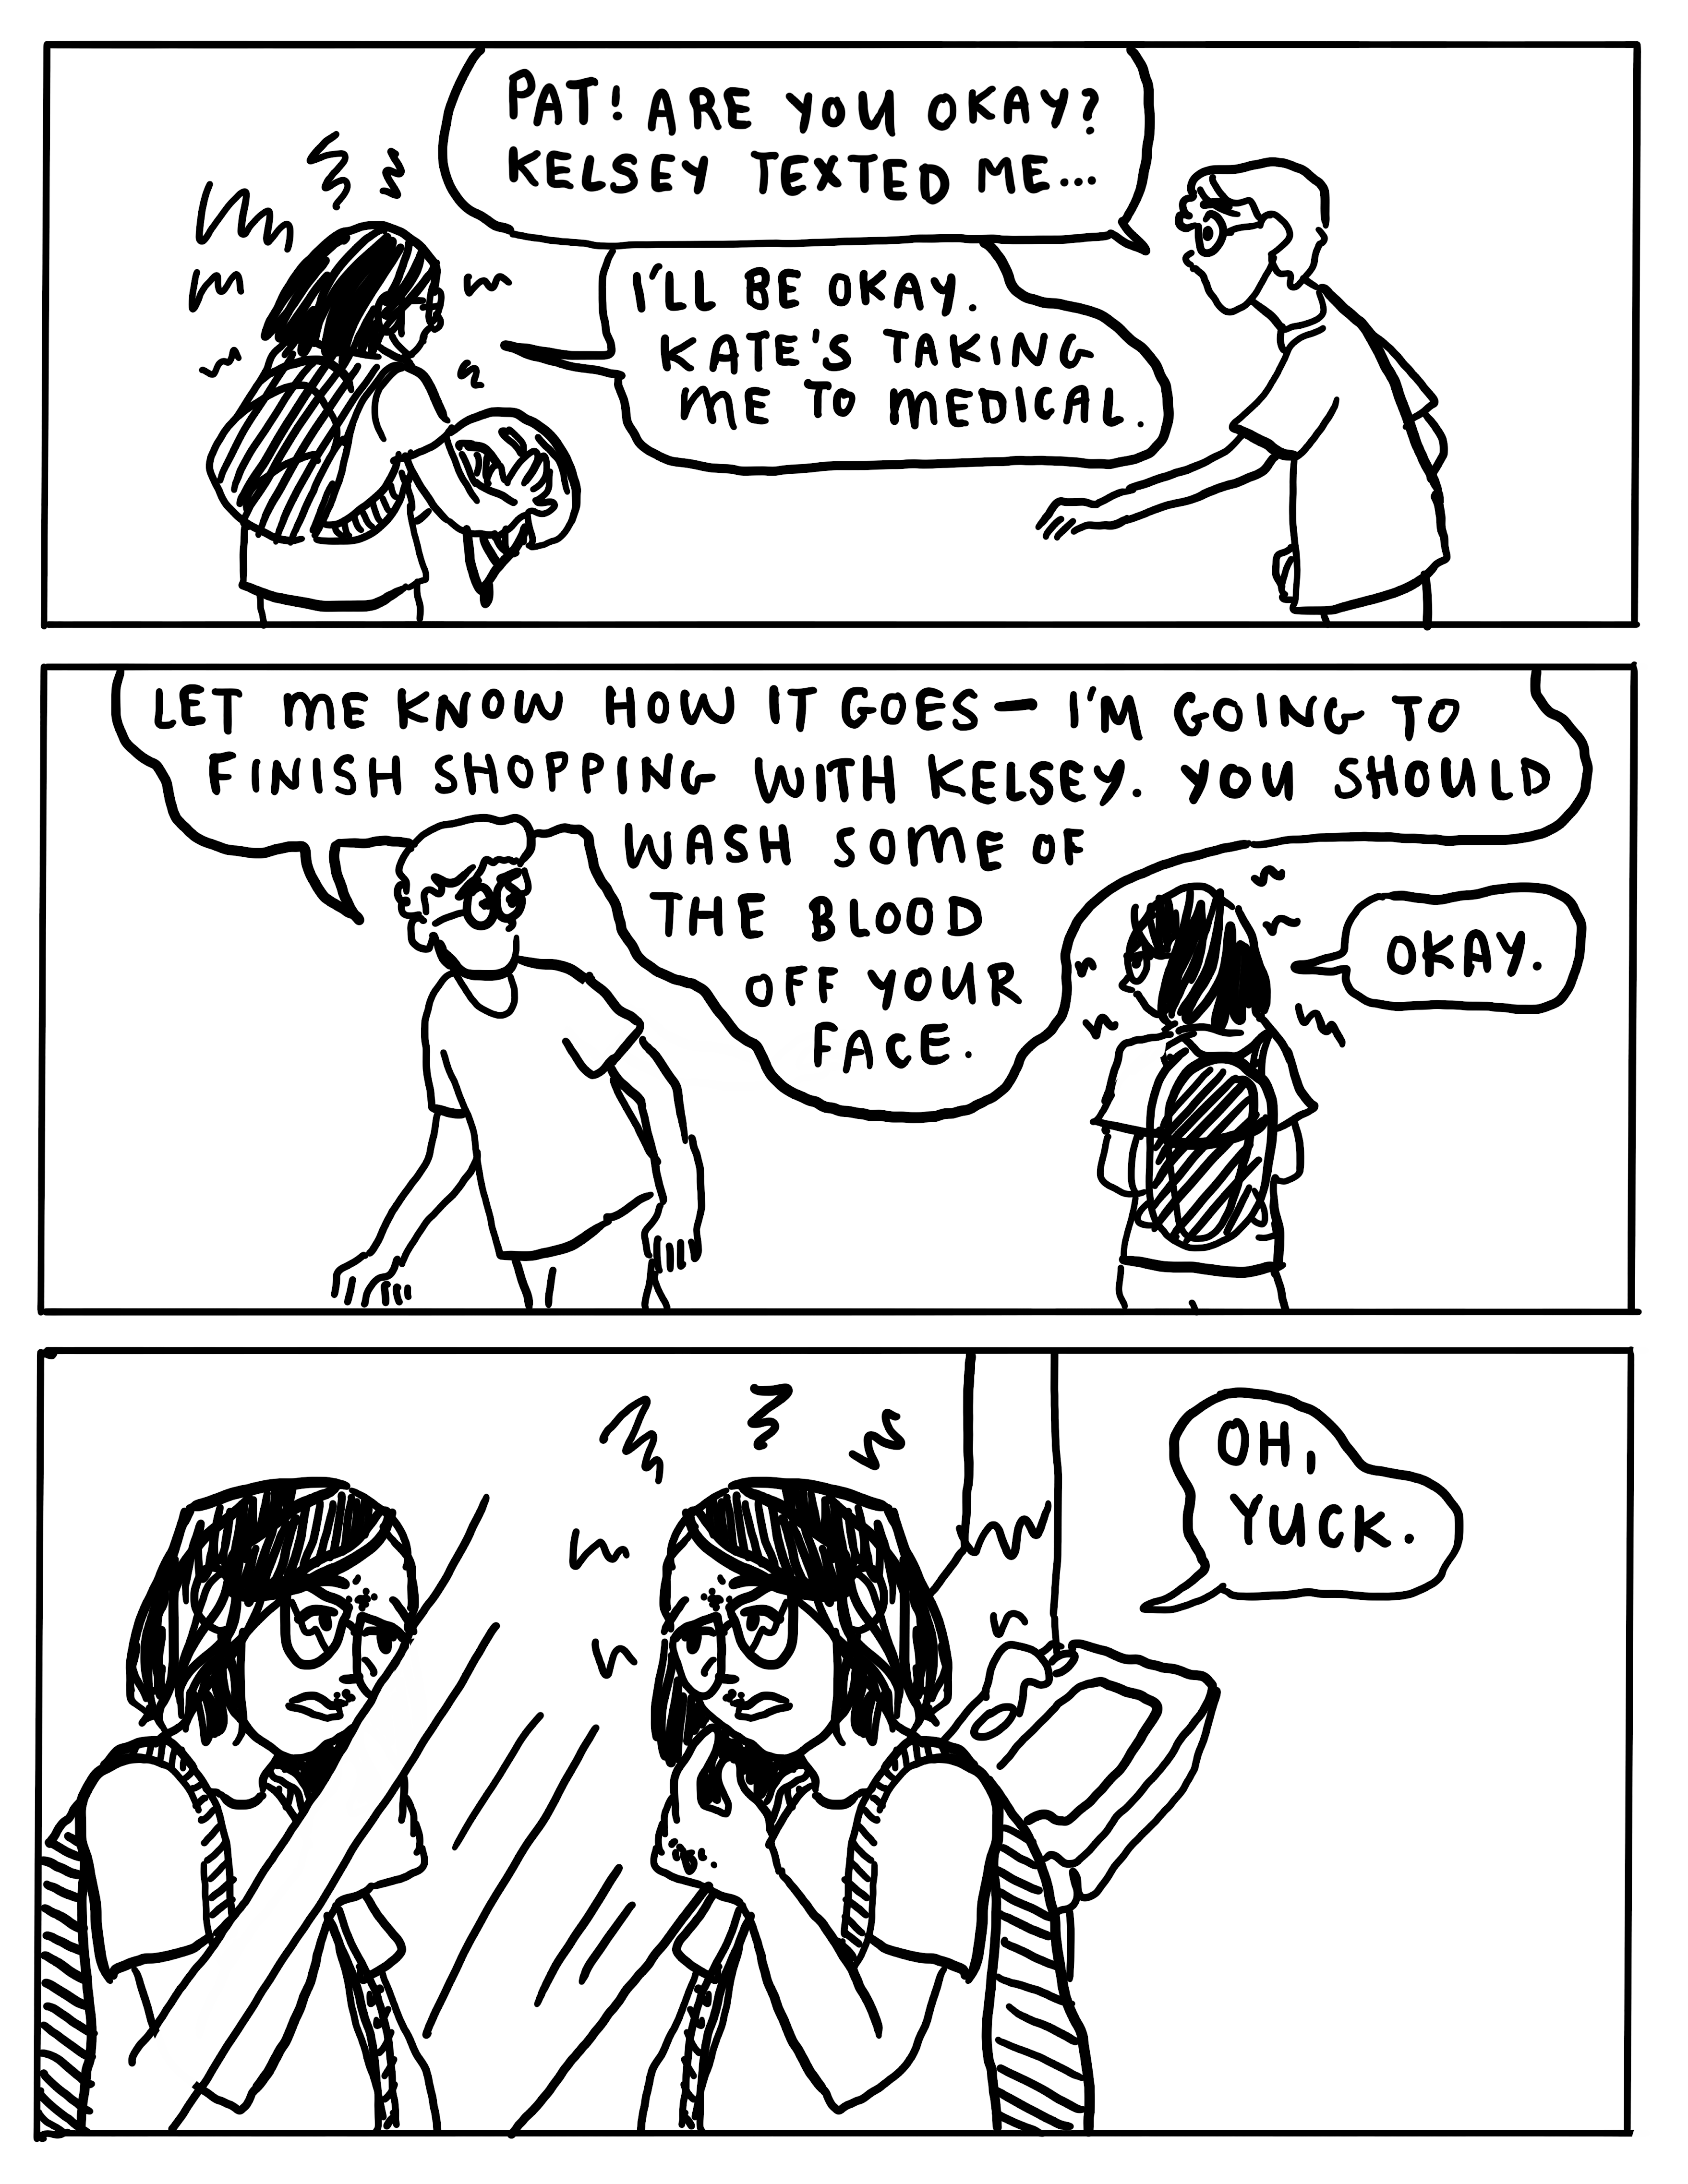 PAT! ARE YOU OKAY?
KELSEY TEXTED ME...
I'LL BE OKAY.
KATE'S TAKING
ME TO MEDICAL.
LET ME KNOW HOW IT GOES — I'M GOING TO
FINISH SHOPPING WITH KELSEY. YOU SHOULD
WASH SOME OF
THE BLOOD
OFF YOUR
FACE.
OKAY.
OH,
YUCK.